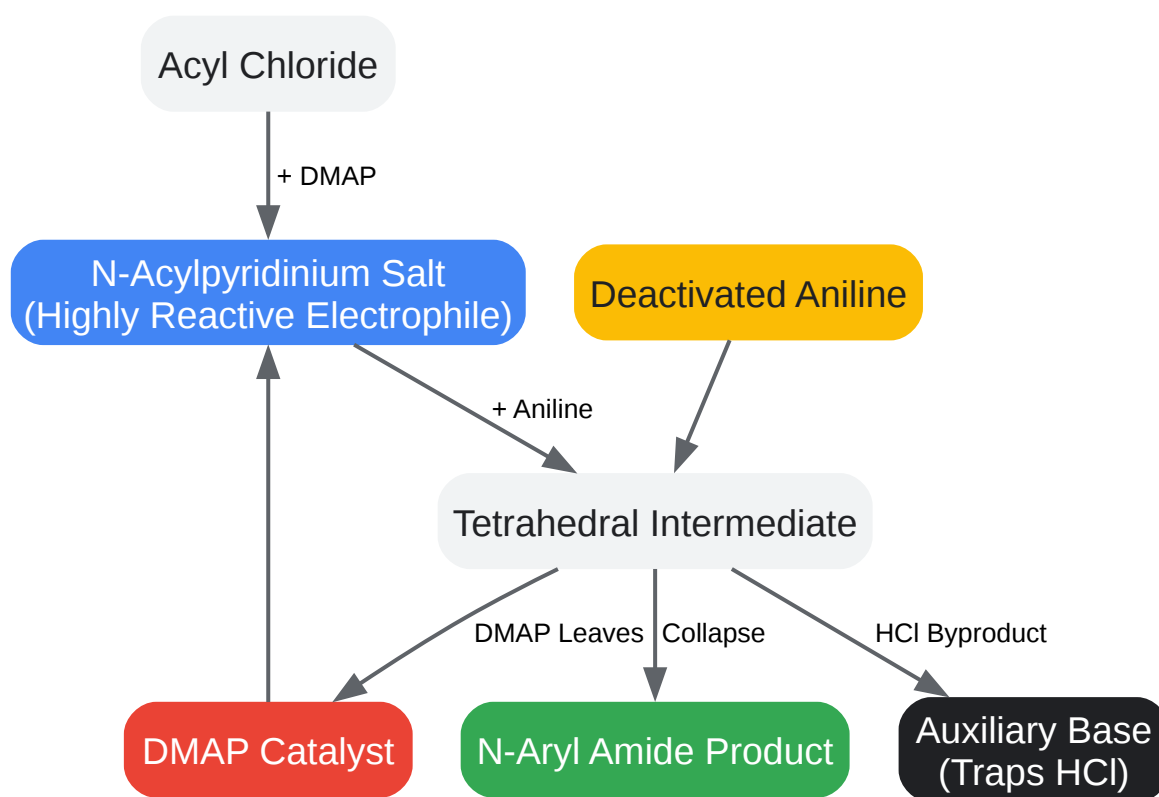 Acyl Chloride
+ DMAP
N-Acylpyridinium Salt
(Highly Reactive Electrophile)
Deactivated Aniline
+ Aniline
Tetrahedral Intermediate
DMAP Leaves
Collapse
HCl Byproduct
DMAP Catalyst
N-Aryl Amide Product
Auxiliary Base
(Traps HCl)